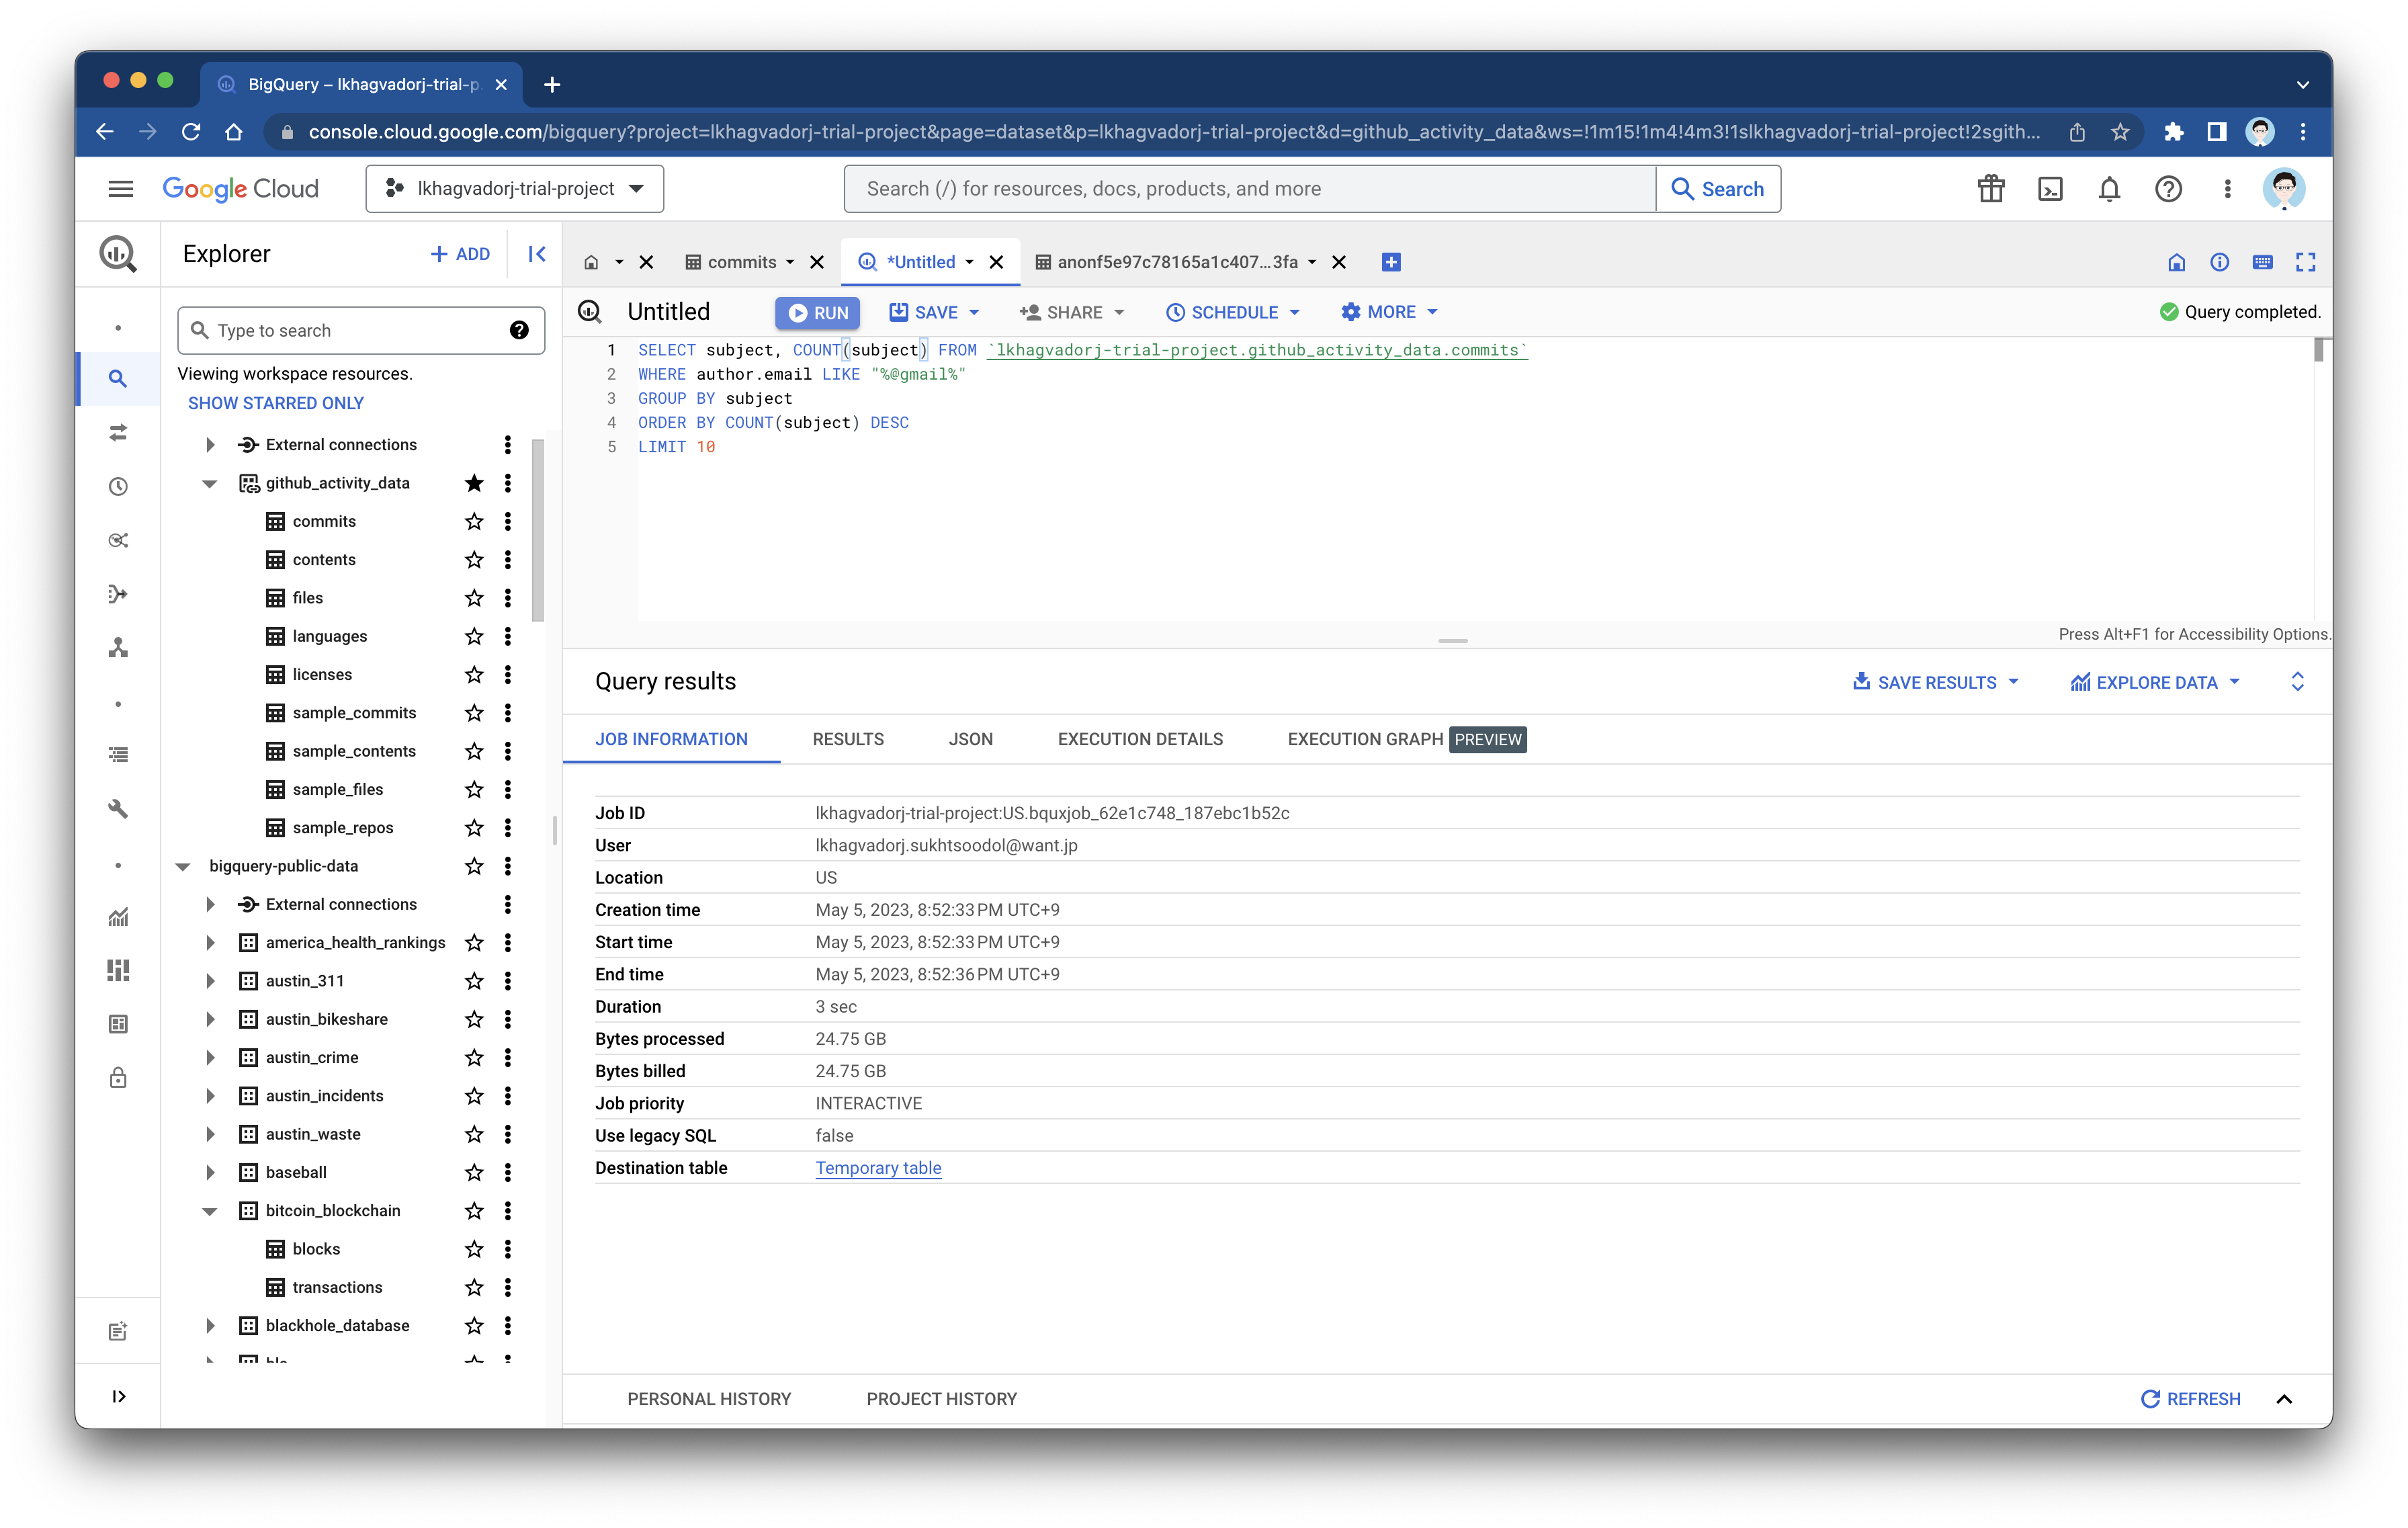 BigQuery – lkhagvadorj-trial-p
console.cloud.google.com/bigquery?project=lkhagvadorj-trial-project&page=dataset&p=lkhagvadorj-trial-project&d=github_activity_data&ws=!1m15!1m4!4m3!1slkhagvadorj-trial-project!2sgith...
Google Cloud
lkhagvadorj-trial-project
Search (/) for resources, docs, products, and more
Search
Explorer
ADD
commits
*Untitled
anonf5e97c78165a1c407...3fa
Type to search
Viewing workspace resources.
SHOW STARRED ONLY
External connections
github_activity_data
commits
contents
files
languages
licenses
sample_commits
sample_contents
sample_files
sample_repos
bigquery-public-data
External connections
america_health_rankings
austin_311
austin_bikeshare
austin_crime
austin_incidents
austin_waste
baseball
bitcoin_blockchain
blocks
transactions
blackhole_database
Untitled
RUN
SAVE
SHARE
SCHEDULE
MORE
Query completed.
1 SELECT subject, COUNT(subject) FROM `lkhagvadorj-trial-project.github_activity_data.commits`
2 WHERE author.email LIKE "%@gmail%"
3 GROUP BY subject
4 ORDER BY COUNT(subject) DESC
5 LIMIT 10
Press Alt+F1 for Accessibility Options.
Query results
SAVE RESULTS
EXPLORE DATA
JOB INFORMATION
RESULTS
JSON
EXECUTION DETAILS
EXECUTION GRAPH PREVIEW
Job ID lkhagvadorj-trial-project:US.bquxjob_62e1c748_187ebc1b52c
User lkhagvadorj.sukhtsoodol@want.jp
Location US
Creation time May 5, 2023, 8:52:33 PM UTC+9
Start time May 5, 2023, 8:52:33 PM UTC+9
End time May 5, 2023, 8:52:36 PM UTC+9
Duration 3 sec
Bytes processed 24.75 GB
Bytes billed 24.75 GB
Job priority INTERACTIVE
Use legacy SQL false
Destination table Temporary table
PERSONAL HISTORY
PROJECT HISTORY
REFRESH